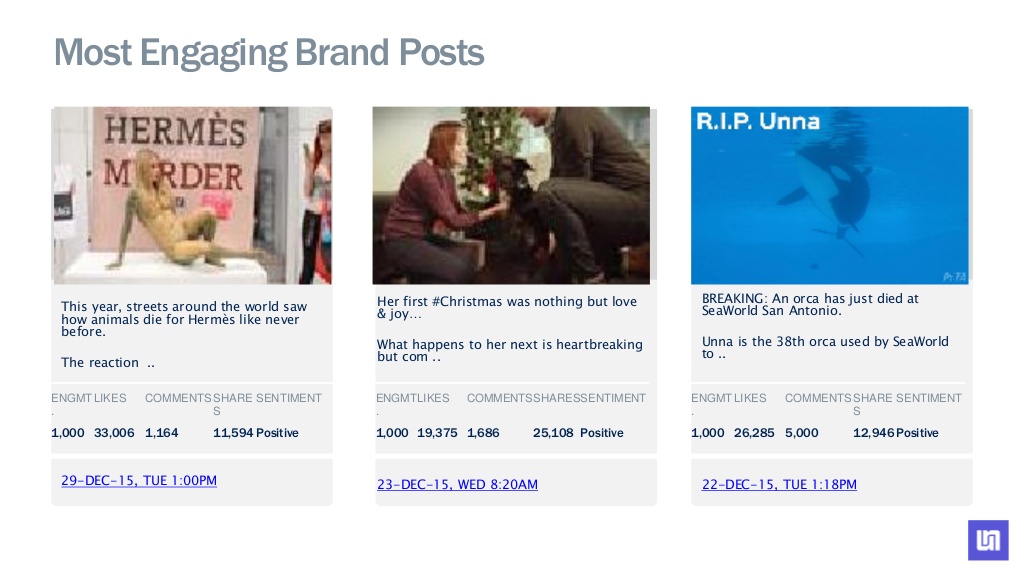 Most Engaging Brand Posts
HERMÈS
M RDER
This year, streets around the world saw
how animals die for Hermès like never
before.
The reaction ..
ENGMT LIKES COMMENTS SHARE SENTIMENT
. S
1,000 33,006 1,164 11,594 Positive
29-DEC-15, TUE 1:00PM
Her first #Christmas was nothing but love
& joy…
What happens to her next is heartbreaking
but com ..
ENGMT LIKES COMMENTS SHARES SENTIMENT
.
1,000 19,375 1,686 25,108 Positive
23-DEC-15, WED 8:20AM
R.I.P. Unna
BREAKING: An orca has just died at
SeaWorld San Antonio.
Unna is the 38th orca used by SeaWorld
to ..
ENGMT LIKES COMMENTS SHARE SENTIMENT
. S
1,000 26,285 5,000 12,946 Positive
22-DEC-15, TUE 1:18PM